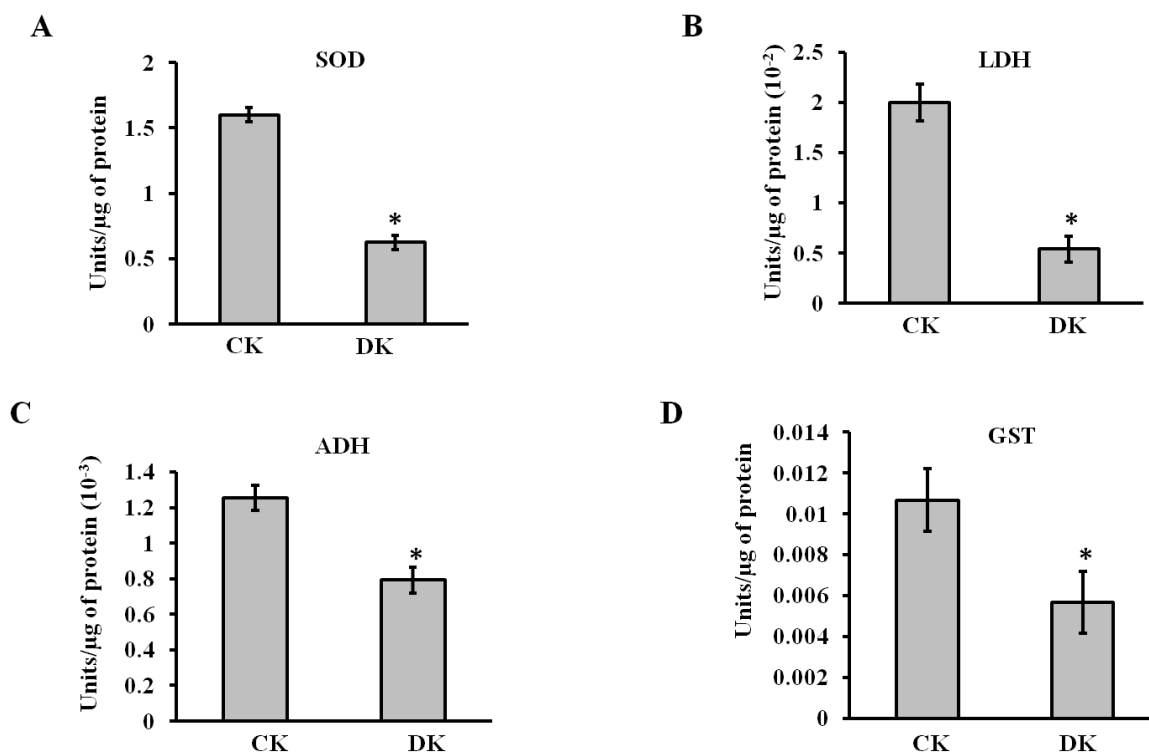 A
SOD
Units/µg of protein
2
1.5
1
0.5
0
*
CK DK
B
LDH
Units/µg of protein (10⁻²)
2.5
2
1.5
1
0.5
0
*
CK DK
C
ADH
Units/µg of protein (10⁻³)
1.4
1.2
1
0.8
0.6
0.4
0.2
0
*
CK DK
D
GST
Units/µg of protein
0.014
0.012
0.01
0.008
0.006
0.004
0.002
0
*
CK DK